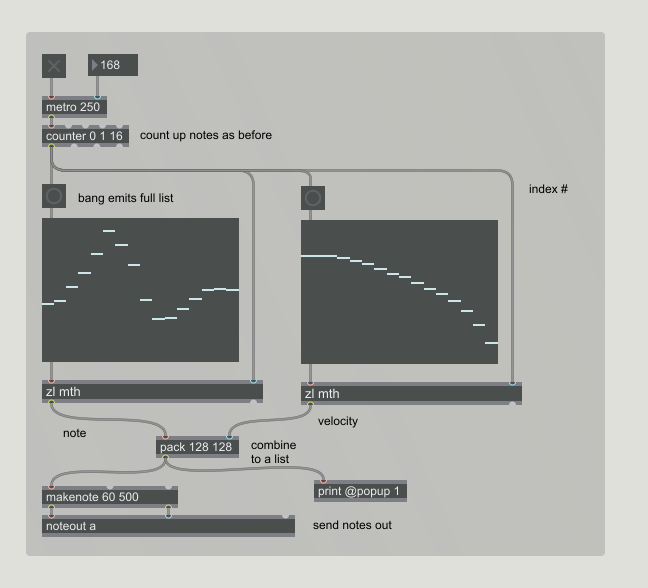 168
metro 250
counter 0 1 16
count up notes as before
index #
bang emits full list
zl mth
zl mth
velocity
note
pack 128 128
combine
to a list
print @popup 1
makenote 60 500
noteout a
send notes out